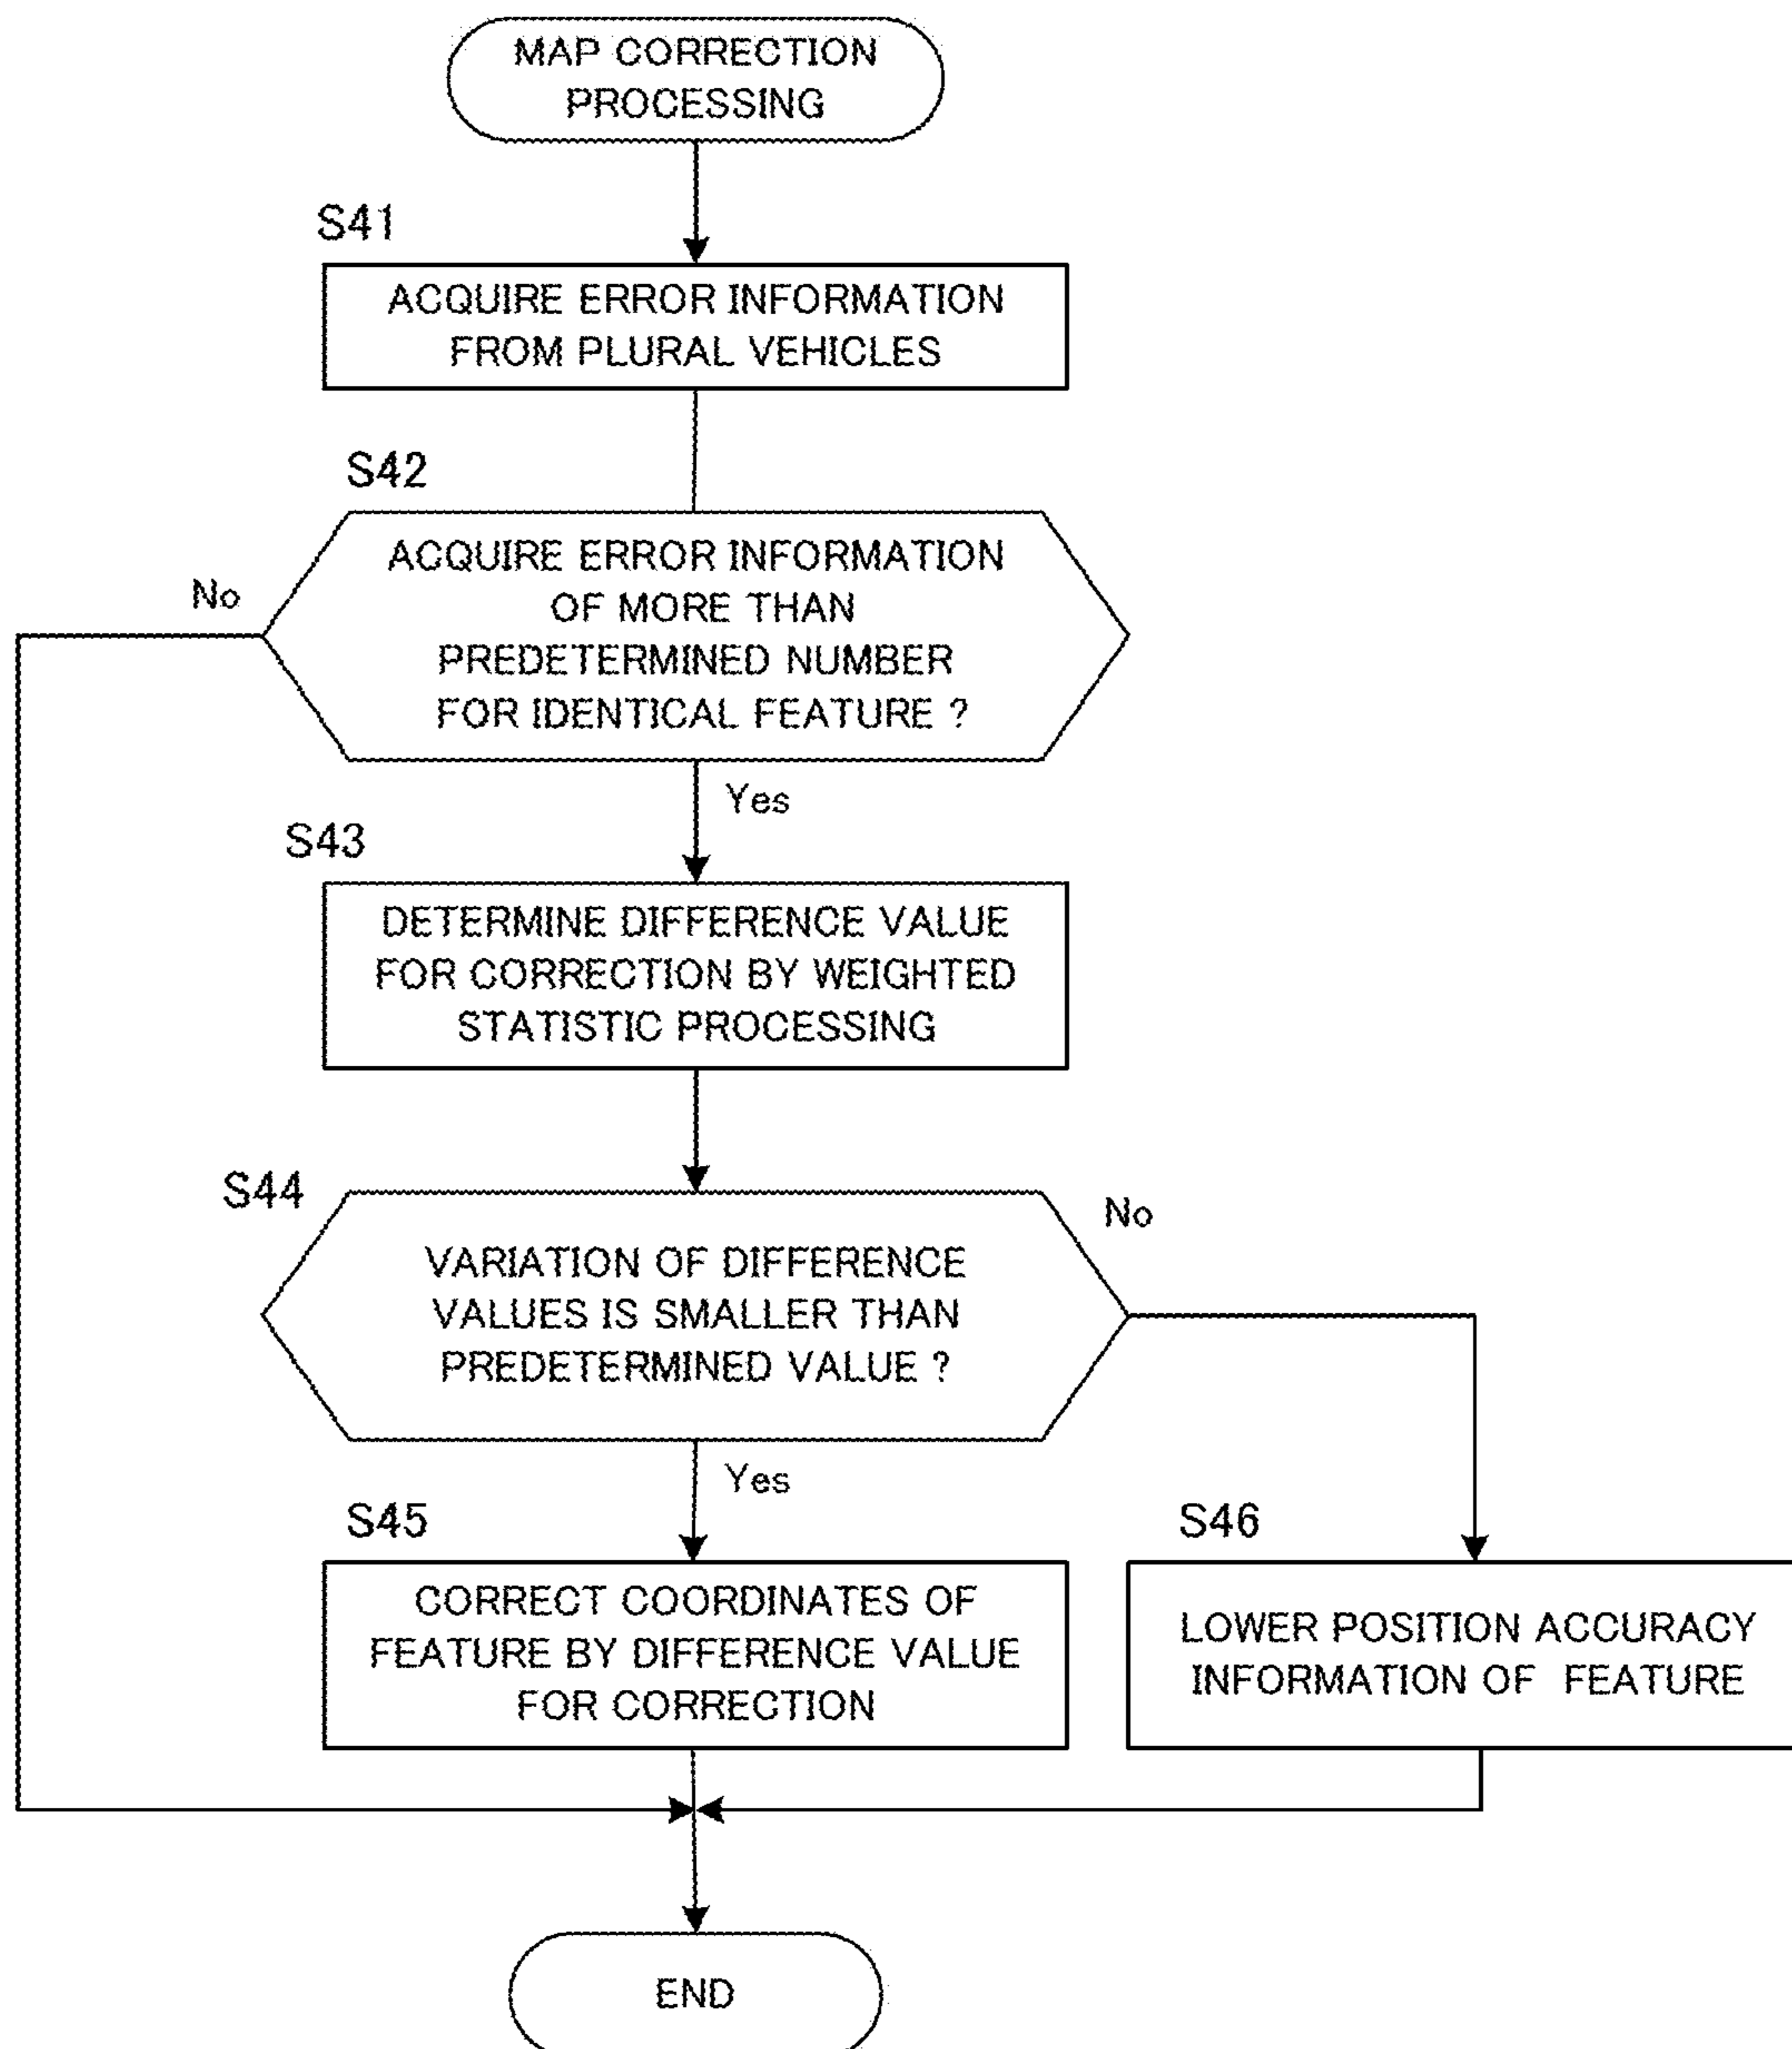 MAP CORRECTION
PROCESSING
S41
ACQUIRE ERROR INFORMATION
FROM PLURAL VEHICLES
S42
ACQUIRE ERROR INFORMATION
OF MORE THAN
PREDETERMINED NUMBER
FOR IDENTICAL FEATURE ?
No
Yes
S43
DETERMINE DIFFERENCE VALUE
FOR CORRECTION BY WEIGHTED
STATISTIC PROCESSING
S44
VARIATION OF DIFFERENCE
VALUES IS SMALLER THAN
PREDETERMINED VALUE ?
No
Yes
S45
CORRECT COORDINATES OF
FEATURE BY DIFFERENCE VALUE
FOR CORRECTION
S46
LOWER POSITION ACCURACY
INFORMATION OF FEATURE
END